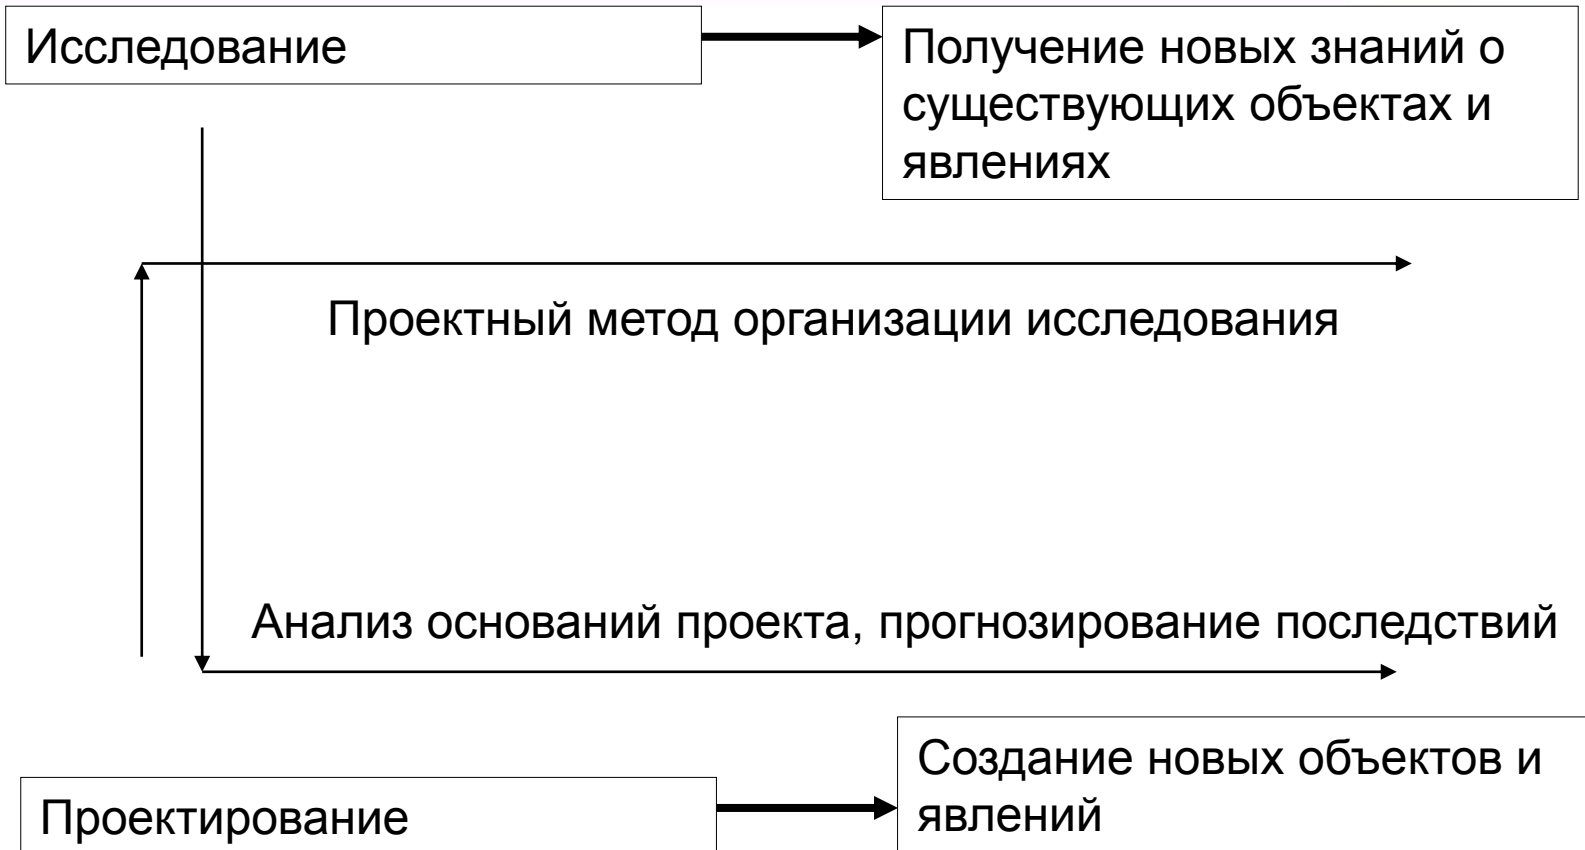 Исследование
Получение новых знаний о
существующих объектах и
явлениях
Проектный метод организации исследования
Анализ оснований проекта, прогнозирование последствий
Создание новых объектов и
явлений
Проектирование